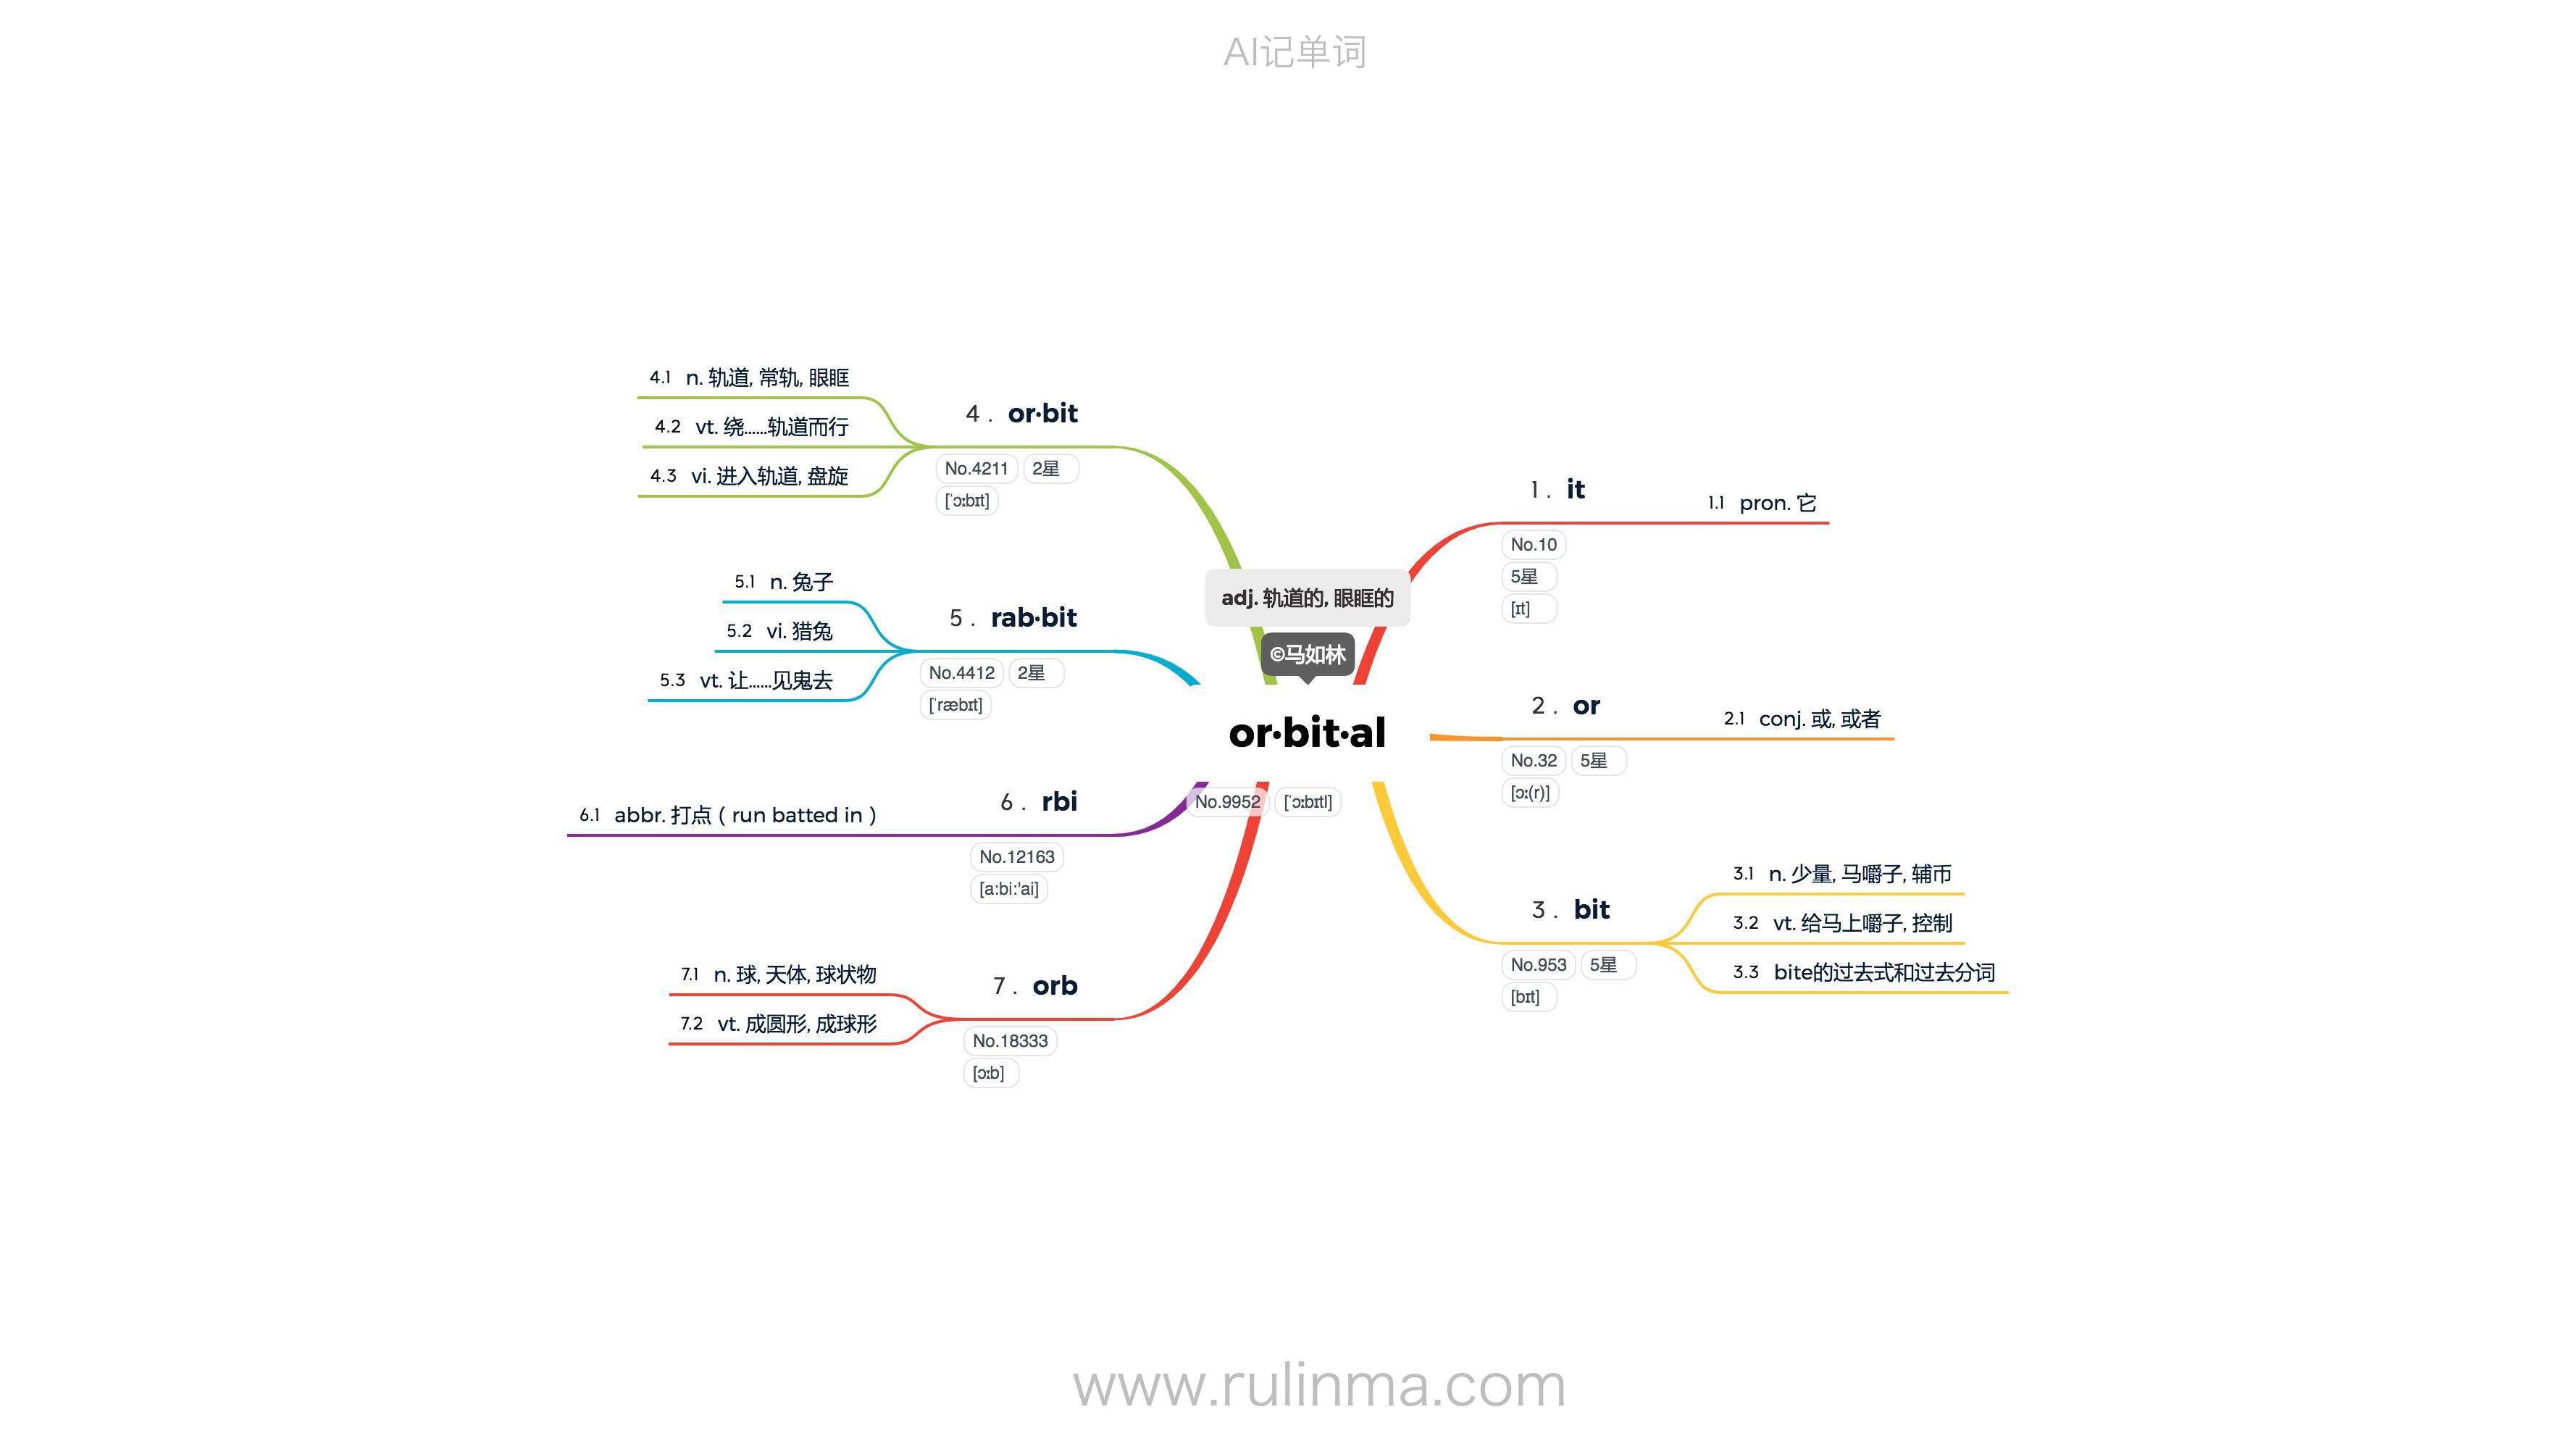 AI记单词
adj. 轨道的, 眼眶的
©马如林
or·bit·al
No.9952 [ˈɔːbɪtl]
1 . it
No.10
5星
[ɪt]
1.1 pron. 它
2 . or
No.32 5星
[ɔː(r)]
2.1 conj. 或, 或者
3 . bit
No.953 5星
[bɪt]
3.1 n. 少量, 马嚼子, 辅币
3.2 vt. 给马上嚼子, 控制
3.3 bite的过去式和过去分词
4 . or·bit
No.4211 2星
[ˈɔːbɪt]
4.1 n. 轨道, 常轨, 眼眶
4.2 vt. 绕……轨道而行
4.3 vi. 进入轨道, 盘旋
5 . rab·bit
No.4412 2星
[ˈræbɪt]
5.1 n. 兔子
5.2 vi. 猎兔
5.3 vt. 让……见鬼去
6 . rbi
No.12163
[a:bi:'ai]
6.1 abbr. 打点 ( run batted in )
7 . orb
No.18333
[ɔːb]
7.1 n. 球, 天体, 球状物
7.2 vt. 成圆形, 成球形
www.rulinma.com